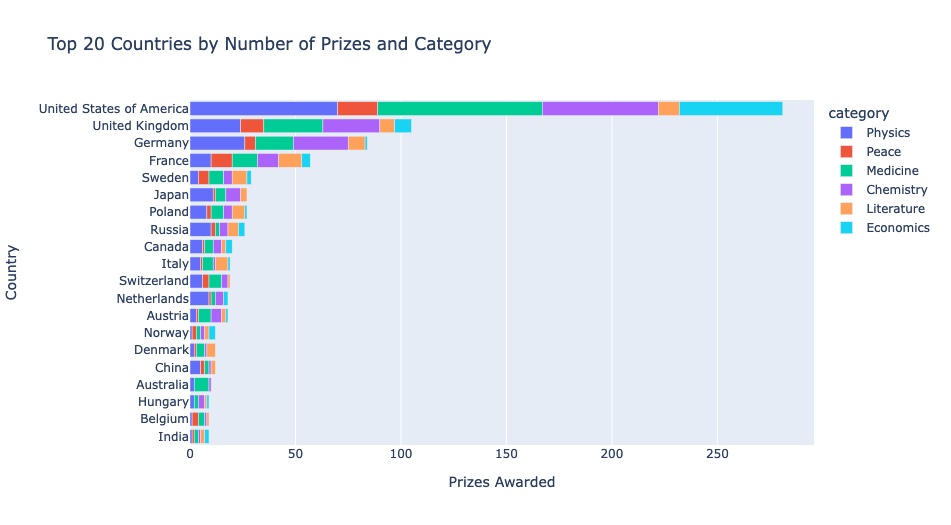 Top 20 Countries by Number of Prizes and Category
category
Physics
Peace
Medicine
Chemistry
Literature
Economics
Country
United States of America
United Kingdom
Germany
France
Sweden
Japan
Poland
Russia
Canada
Italy
Switzerland
Netherlands
Austria
Norway
Denmark
China
Australia
Hungary
Belgium
India
0 50 100 150 200 250
Prizes Awarded